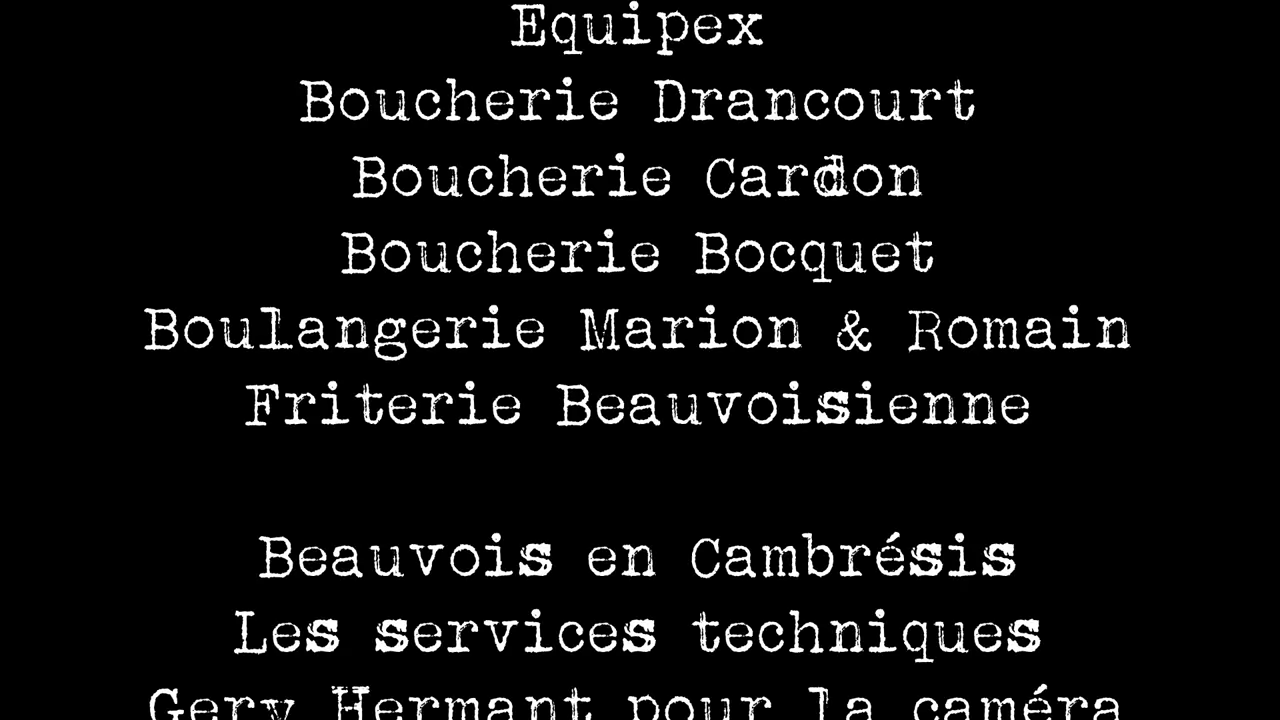 Equipex
Boucherie Drancourt
Boucherie Cardon
Boucherie Bocquet
Boulangerie Marion & Romain
Friterie Beauvoisienne
Beauvois en Cambrésis
Les services techniques
Gery Hermant pour la caméra